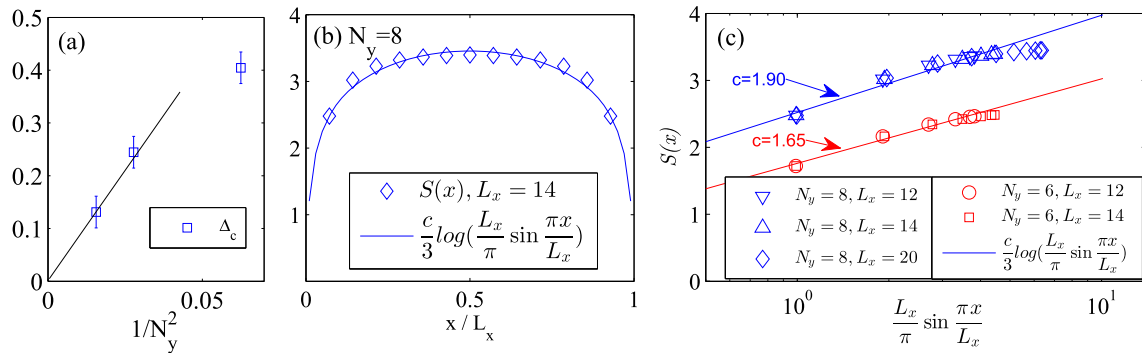 (a)
0.5
0.4
0.3
0.2
0.1
0
0
0.05
1/N_y^2
Δ_c
(b) N_y=8
4
3
2
1
0
0
0.5
1
x / L_x
S(x), L_x = 14
c/3 log(L_x/π sin πx/L_x)
(c)
S(x)
4
3
2
1
0
10^0
10^1
L_x/π sin πx/L_x
c=1.90
c=1.65
N_y = 8, L_x = 12
N_y = 8, L_x = 14
N_y = 8, L_x = 20
N_y = 6, L_x = 12
N_y = 6, L_x = 14
c/3 log(L_x/π sin πx/L_x)